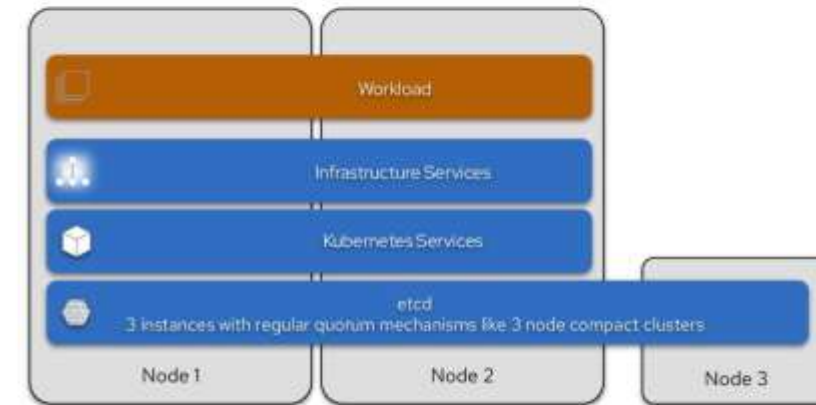 Workload
Infrastructure Services
Kubernetes Services
etcd
3 instances with regular quorum mechanisms like 3 node compact clusters
Node 1
Node 2
Node 3